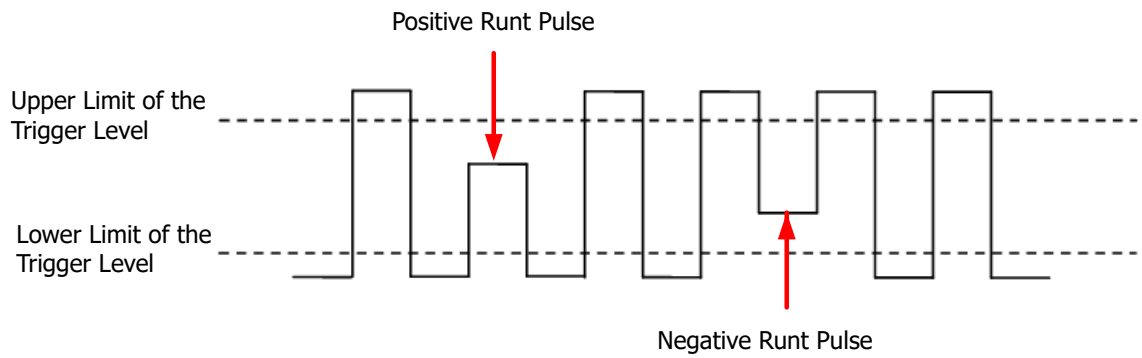 Positive Runt Pulse
Upper Limit of the
Trigger Level
Lower Limit of the
Trigger Level
Negative Runt Pulse